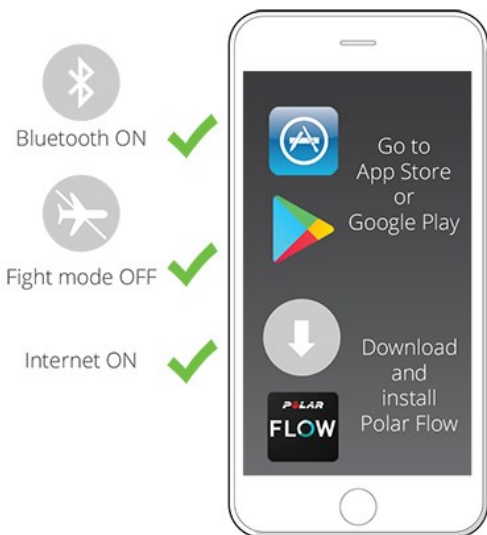 Bluetooth ON
Fight mode OFF
Internet ON
Go to
App Store
or
Google Play
Download
and
install
Polar Flow
POLAR
FLOW